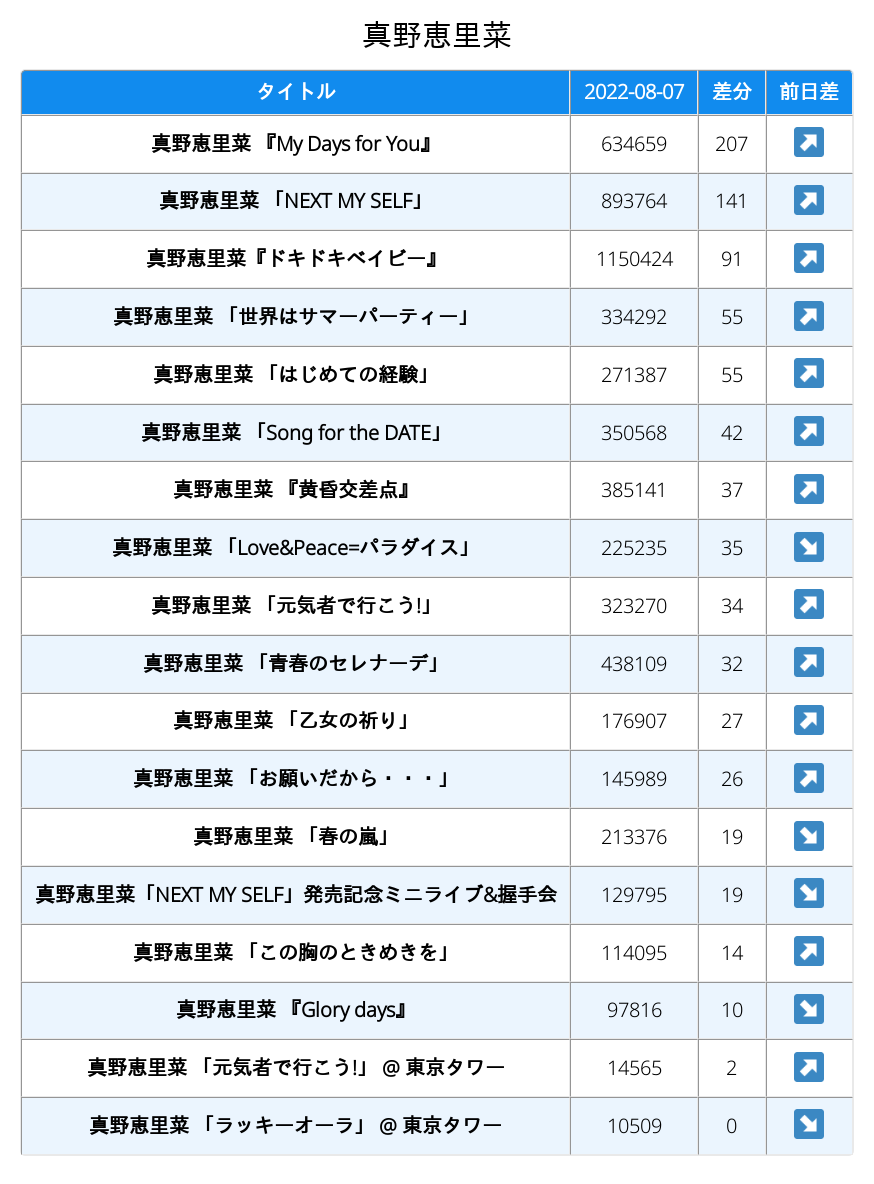 真野恵里菜
タイトル 2022-08-07 差分 前日差
真野恵里菜 『My Days for You』 634659 207 ↗
真野恵里菜 「NEXT MY SELF」 893764 141 ↗
真野恵里菜『ドキドキベイビー』 1150424 91 ↗
真野恵里菜 「世界はサマーパーティー」 334292 55 ↗
真野恵里菜 「はじめての経験」 271387 55 ↗
真野恵里菜 「Song for the DATE」 350568 42 ↗
真野恵里菜 『黄昏交差点』 385141 37 ↗
真野恵里菜 「Love&Peace=パラダイス」 225235 35 ↘
真野恵里菜 「元気者で行こう!」 323270 34 ↗
真野恵里菜 「青春のセレナーデ」 438109 32 ↗
真野恵里菜 「乙女の祈り」 176907 27 ↗
真野恵里菜 「お願いだから・・・」 145989 26 ↗
真野恵里菜 「春の嵐」 213376 19 ↘
真野恵里菜「NEXT MY SELF」発売記念ミニライブ&握手会 129795 19 ↘
真野恵里菜 「この胸のときめきを」 114095 14 ↗
真野恵里菜 『Glory days』 97816 10 ↘
真野恵里菜 「元気者で行こう!」 @ 東京タワー 14565 2 ↗
真野恵里菜 「ラッキーオーラ」 @ 東京タワー 10509 0 ↘